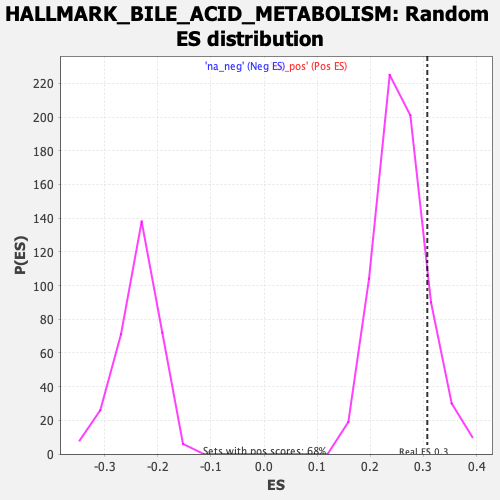 HALLMARK_BILE_ACID_METABOLISM: Random
ES distribution
'na_neg' (Neg ES)_pos' (Pos ES)
220
200
180
160
140
120
100
80
60
40
20
0
P(ES)
Sets with pos scores: 68%
Real ES 0.3
-0.3
-0.2
-0.1
0.0
0.1
0.2
0.3
0.4
ES